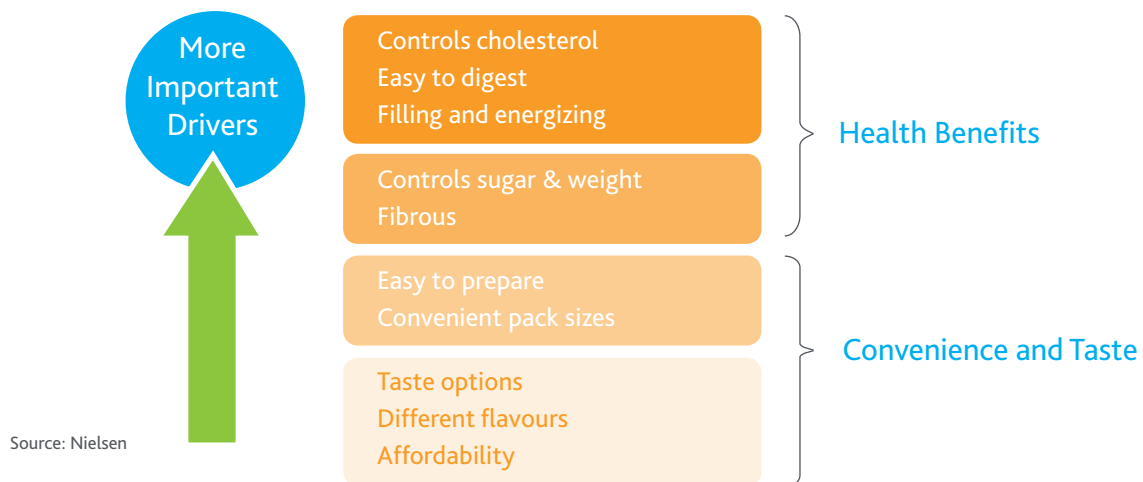 More
Important
Drivers
Controls cholesterol
Easy to digest
Filling and energizing
Controls sugar & weight
Fibrous
Health Benefits
Easy to prepare
Convenient pack sizes
Taste options
Different flavours
Affordability
Convenience and Taste
Source: Nielsen